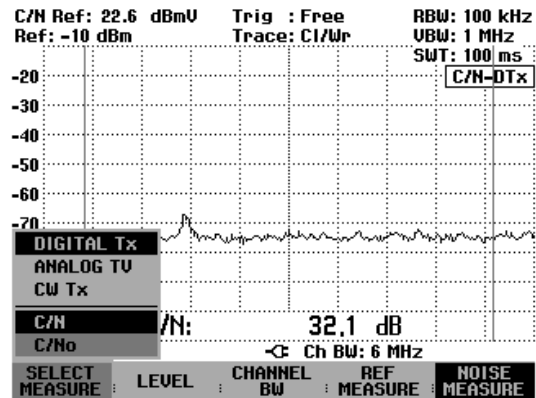 C/N Ref: 22.6 dBmV Trig : Free RBW: 100 kHz
Ref: -10 dBm Trace: Cl/Wr VBW: 1 MHz
SWT: 100 ms
C/N-DTx
-20
-30
-40
-50
-60
-70
DIGITAL Tx
ANALOG TV
CW Tx
C/N
C/No
/N: 32,1 dB
Ch BW: 6 MHz
SELECT MEASURE : LEVEL : CHANNEL BW : REF MEASURE : NOISE MEASURE